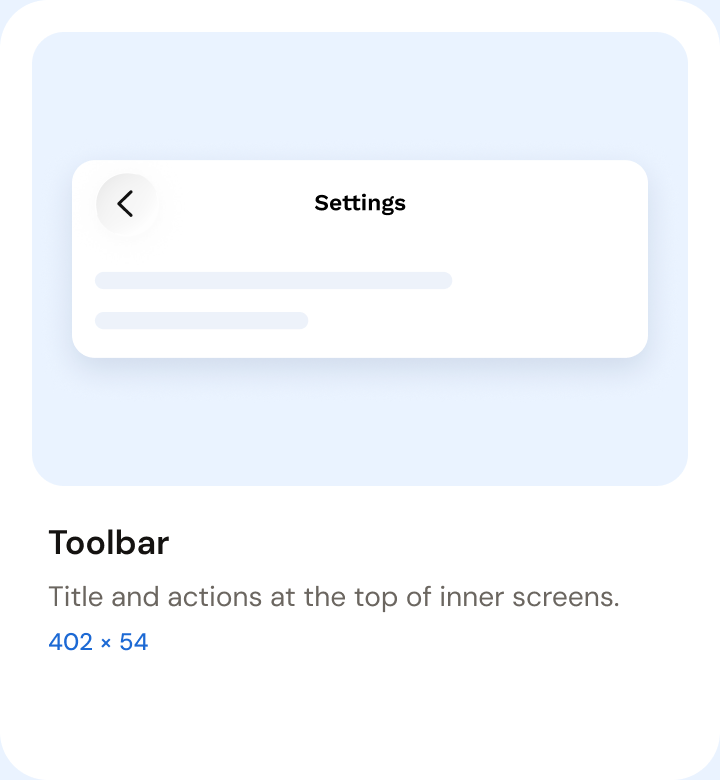 Settings
Toolbar
Title and actions at the top of inner screens.
402 × 54